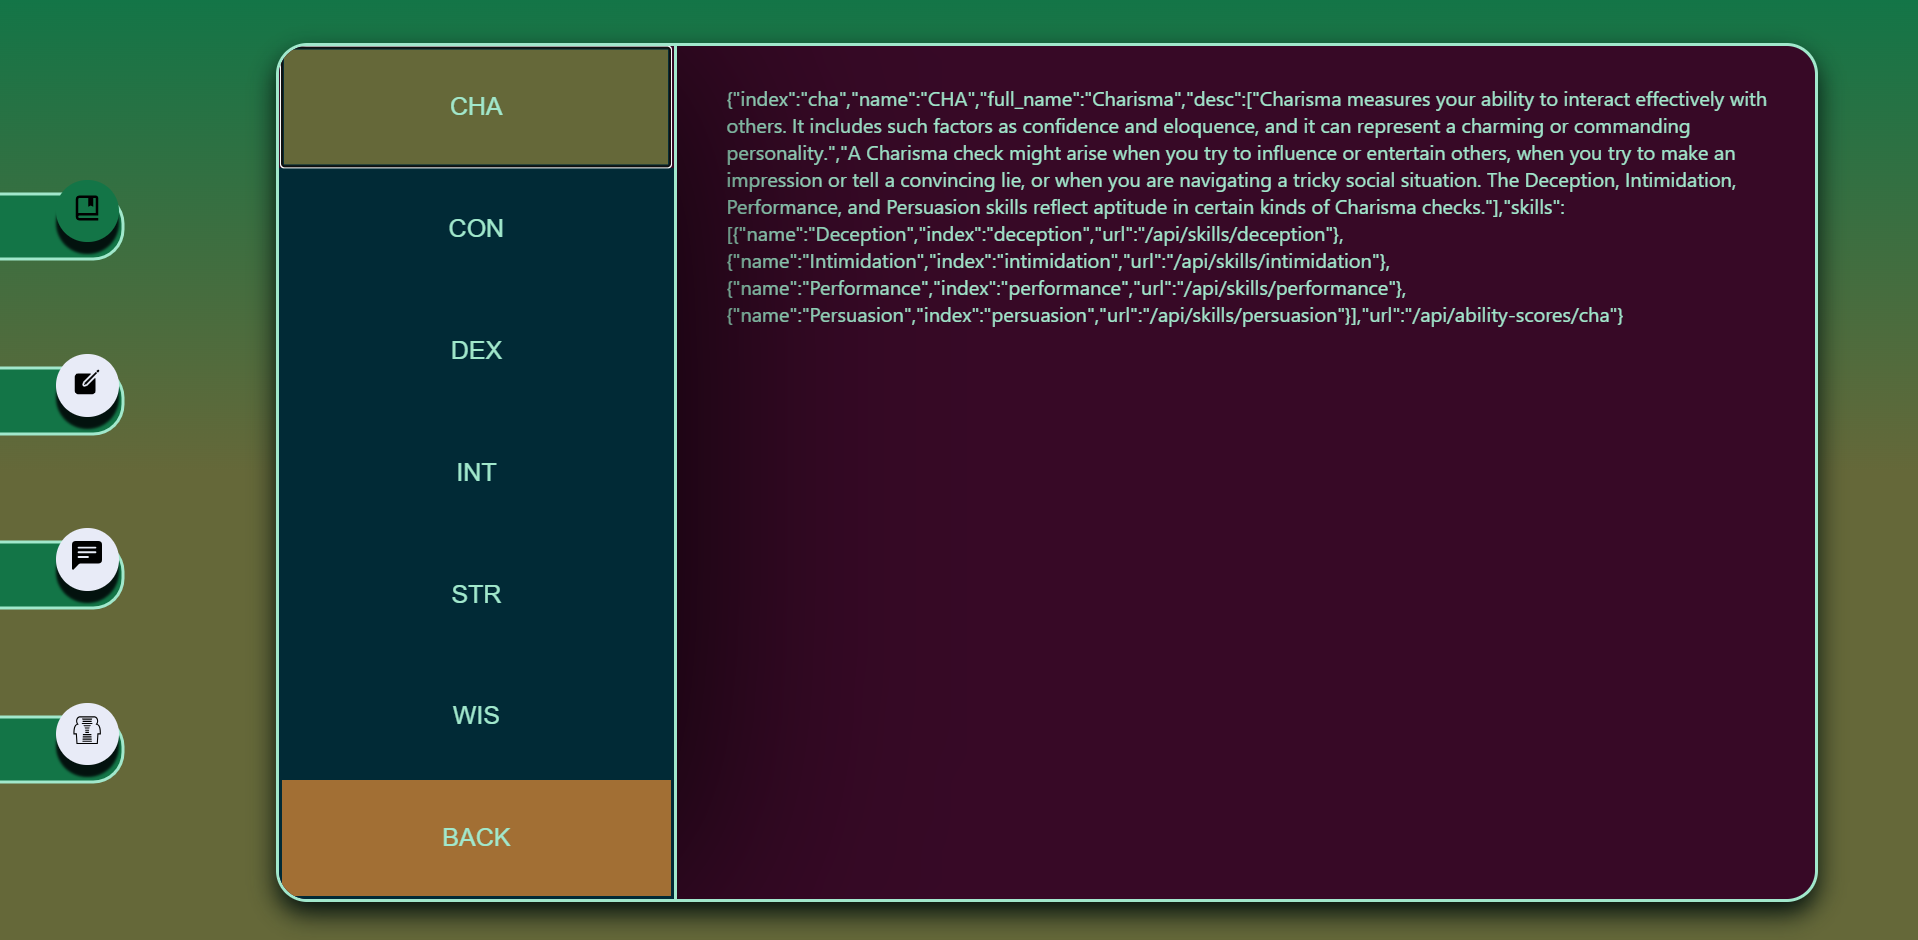 CHA
CON
DEX
INT
STR
WIS
BACK
{"index":"cha","name":"CHA","full_name":"Charisma","desc":["Charisma measures your ability to interact effectively with
others. It includes such factors as confidence and eloquence, and it can represent a charming or commanding
personality.","A Charisma check might arise when you try to influence or entertain others, when you try to make an
impression or tell a convincing lie, or when you are navigating a tricky social situation. The Deception, Intimidation,
Performance, and Persuasion skills reflect aptitude in certain kinds of Charisma checks."],"skills":
[{"name":"Deception","index":"deception","url":"/api/skills/deception"},
{"name":"Intimidation","index":"intimidation","url":"/api/skills/intimidation"},
{"name":"Performance","index":"performance","url":"/api/skills/performance"},
{"name":"Persuasion","index":"persuasion","url":"/api/skills/persuasion"}],"url":"/api/ability-scores/cha"}